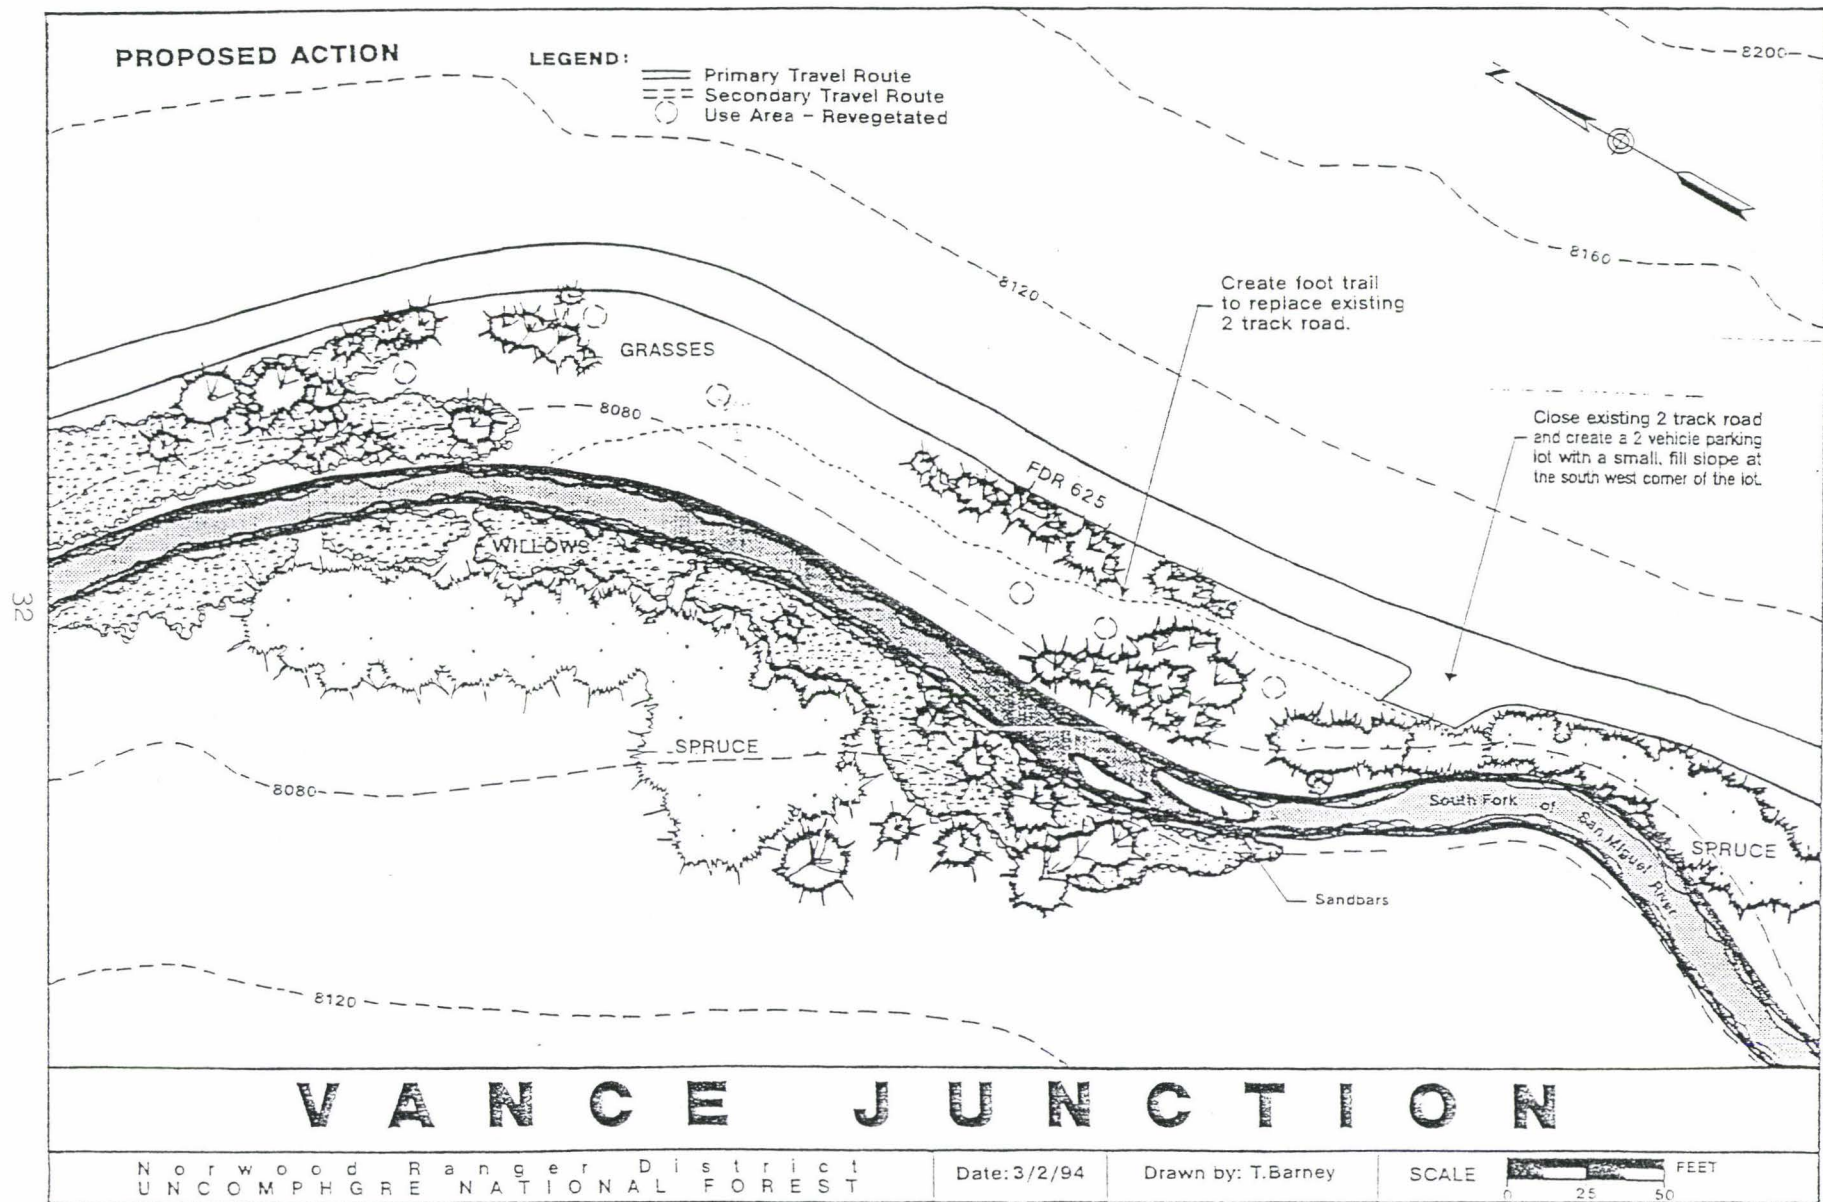 PROPOSED ACTION
LEGEND:
Primary Travel Route
Secondary Travel Route
Use Area - Revegetated
8200
N
8160
8120
Create foot trail
to replace existing
2 track road.
GRASSES
8080
Close existing 2 track road
and create a 2 vehicle parking
lot with a small, fill slope at
the south west corner of the lot.
FDR 625
WILLOWS
32
SPRUCE
8080
South Fork of
San Miguel River
SPRUCE
Sandbars
8120
VANCE JUNCTION
Norwood Ranger District
UNCOMPHGRE NATIONAL FOREST
Date: 3/2/94
Drawn by: T.Barney
SCALE
FEET
0 25 50